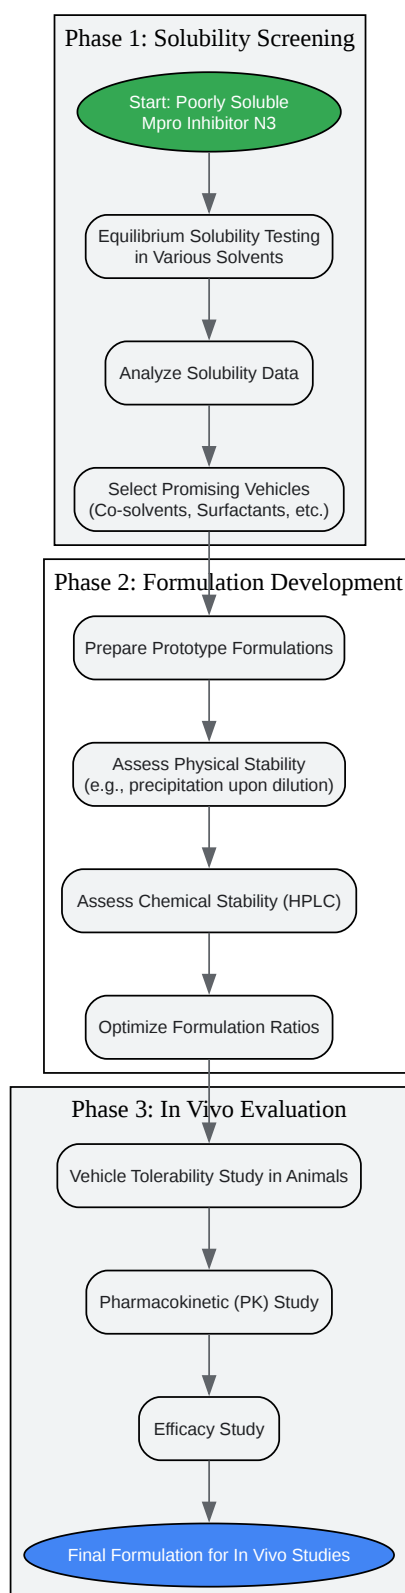 Phase 1: Solubility Screening
Start: Poorly Soluble
Mpro Inhibitor N3
Equilibrium Solubility Testing
in Various Solvents
Analyze Solubility Data
Select Promising Vehicles
(Co-solvents, Surfactants, etc.)
Phase 2: Formulation Development
Prepare Prototype Formulations
Assess Physical Stability
(e.g., precipitation upon dilution)
Assess Chemical Stability (HPLC)
Optimize Formulation Ratios
Phase 3: In Vivo Evaluation
Vehicle Tolerability Study in Animals
Pharmacokinetic (PK) Study
Efficacy Study
Final Formulation for In Vivo Studies